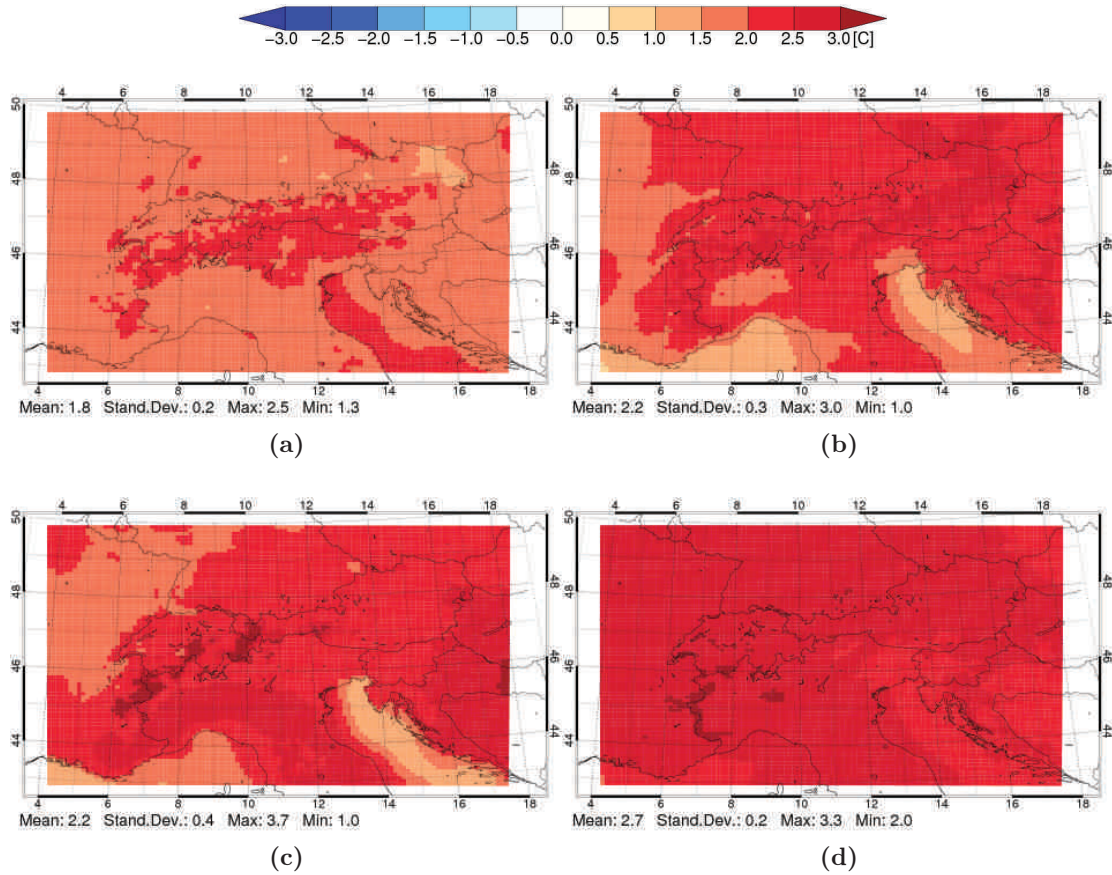 −3.0 −2.5 −2.0 −1.5 −1.0 −0.5 0.0 0.5 1.0 1.5 2.0 2.5 3.0 [C]
4 6 8 10 12 14 16 18
4 6 8 10 12 14 16 18
50 48 46 44
48 46 44
50 48 46 44
48 46 44
4 6 8 10 12 14 16 18
4 6 8 10 12 14 16 18
Mean: 1.8 Stand.Dev.: 0.2 Max: 2.5 Min: 1.3
Mean: 2.2 Stand.Dev.: 0.3 Max: 3.0 Min: 1.0
(a)
(b)
4 6 8 10 12 14 16 18
4 6 8 10 12 14 16 18
50 48 46 44
48 46 44
50 48 46 44
48 46 44
4 6 8 10 12 14 16 18
4 6 8 10 12 14 16 18
Mean: 2.2 Stand.Dev.: 0.4 Max: 3.7 Min: 1.0
Mean: 2.7 Stand.Dev.: 0.2 Max: 3.3 Min: 2.0
(c)
(d)